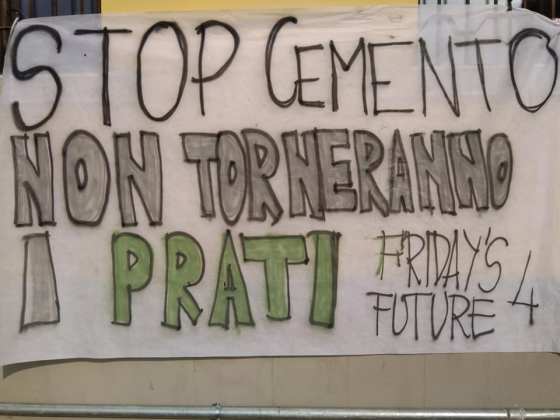 STOP CEMENTO
NON TORNERANNO
I PRATI
FRIDAY'S 4
FUTURE